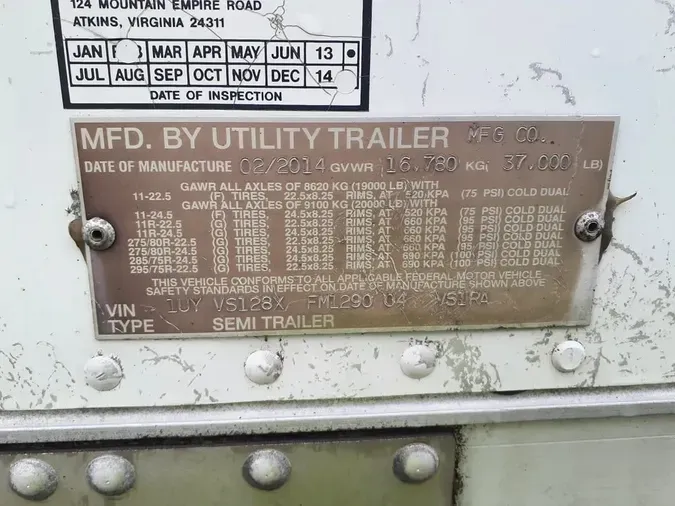 124 MOUNTAIN EMPIRE ROAD
ATKINS, VIRGINIA 24311
JAN FEB MAR APR MAY JUN 13 •
JUL AUG SEP OCT NOV DEC 14
DATE OF INSPECTION
MFD. BY UTILITY TRAILER MFG CO..
DATE OF MANUFACTURE 02/2014 GVWR 16,780 KG( 37,000 LB)
GAWR ALL AXLES OF 8620 KG (19000 LB) WITH
11-22.5 (F) TIRES, 22.5x8.25 RIMS, AT 520 KPA (75 PSI) COLD DUAL
GAWR ALL AXLES OF 9100 KG (20000 LB) WITH
11-24.5 (F) TIRES, 24.5x8.25 RIMS, AT 520 KPA (75 PSI) COLD DUAL
11R-22.5 (G) TIRES, 22.5x8.25 RIMS, AT 660 KPA (95 PSI) COLD DUAL
11R-24.5 (G) TIRES, 24.5x8.25 RIMS, AT 660 KPA (95 PSI) COLD DUAL
275/80R-22.5 (G) TIRES, 22.5x8.25 RIMS, AT 660 KPA (95 PSI) COLD DUAL
275/80R-24.5 (G) TIRES, 24.5x8.25 RIMS, AT 660 KPA (95 PSI) COLD DUAL
285/75R-24.5 (G) TIRES, 24.5x8.25 RIMS, AT 690 KPA (100 PSI) COLD DUAL
295/75R-22.5 (G) TIRES, 22.5x8.25 RIMS, AT 690 KPA (100 PSI) COLD DUAL
THIS VEHICLE CONFORMS TO ALL APPLICABLE FEDERAL MOTOR VEHICLE
SAFETY STANDARDS IN EFFECT ON DATE OF MANUFACTURE SHOWN ABOVE
VIN 1UY VS128X FM1290 04 VS1RA
TYPE SEMI TRAILER